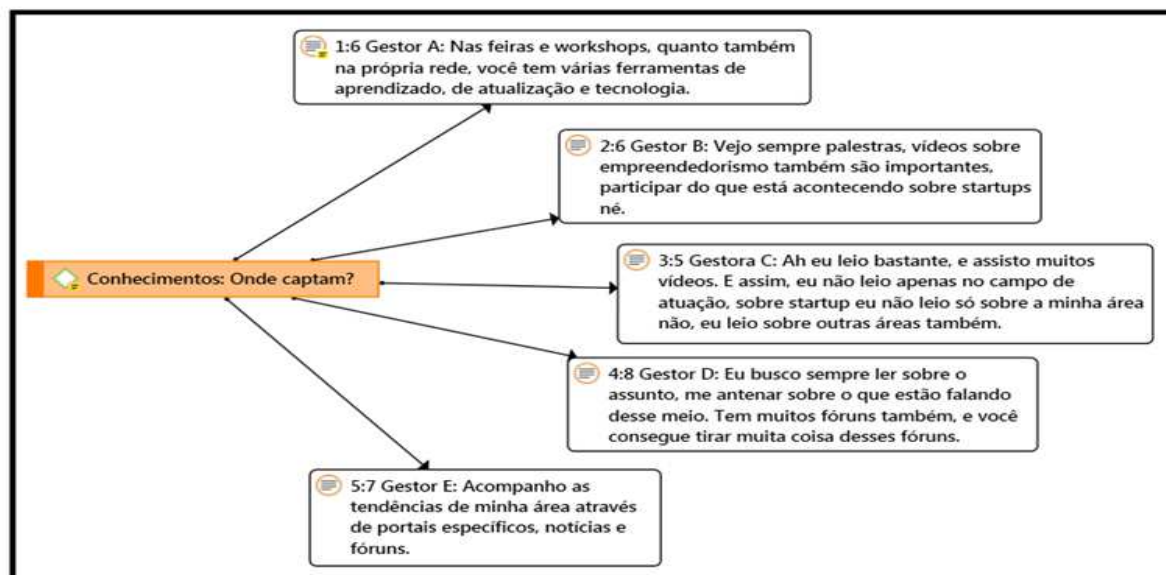 1:6 Gestor A: Nas feiras e workshops, quanto também
na própria rede, você tem várias ferramentas de
aprendizado, de atualização e tecnologia.
2:6 Gestor B: Vejo sempre palestras, vídeos sobre
empreendedorismo também são importantes,
participar do que está acontecendo sobre startups
né.
Conhecimentos: Onde captam?
3:5 Gestora C: Ah eu leio bastante, e assisto muitos
vídeos. E assim, eu não leio apenas no campo de
atuação, sobre startup eu não leio só sobre a minha área
não, eu leio sobre outras áreas também.
4:8 Gestor D: Eu busco sempre ler sobre o
assunto, me antenar sobre o que estão falando
desse meio. Tem muitos fóruns também, e você
consegue tirar muita coisa desses fóruns.
5:7 Gestor E: Acompanho as
tendências de minha área através
de portais específicos, notícias e
fóruns.